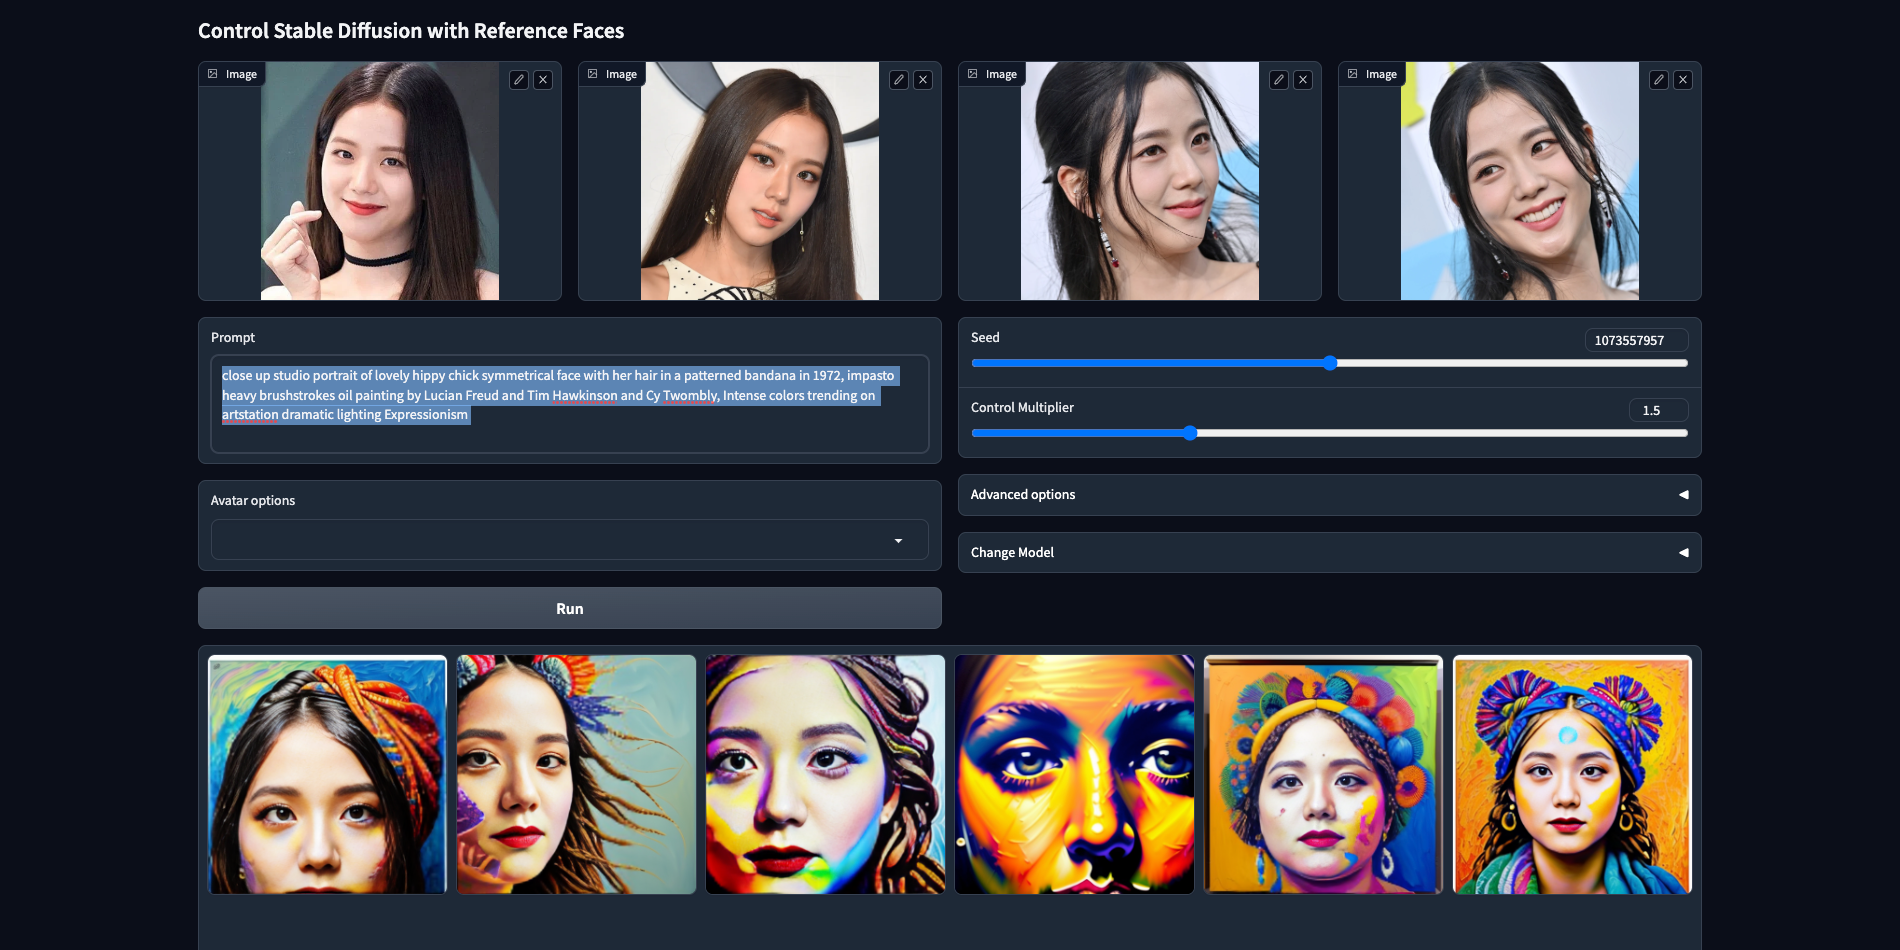 Control Stable Diffusion with Reference Faces
Image
Image
Image
Image
Prompt
close up studio portrait of lovely hippy chick symmetrical face with her hair in a patterned bandana in 1972, impasto
heavy brushstrokes oil painting by Lucian Freud and Tim Hawkinson and Cy Twombly, Intense colors trending on
artstation dramatic lighting Expressionism
Seed
1073557957
Control Multiplier
1.5
Avatar options
Advanced options
Change Model
Run